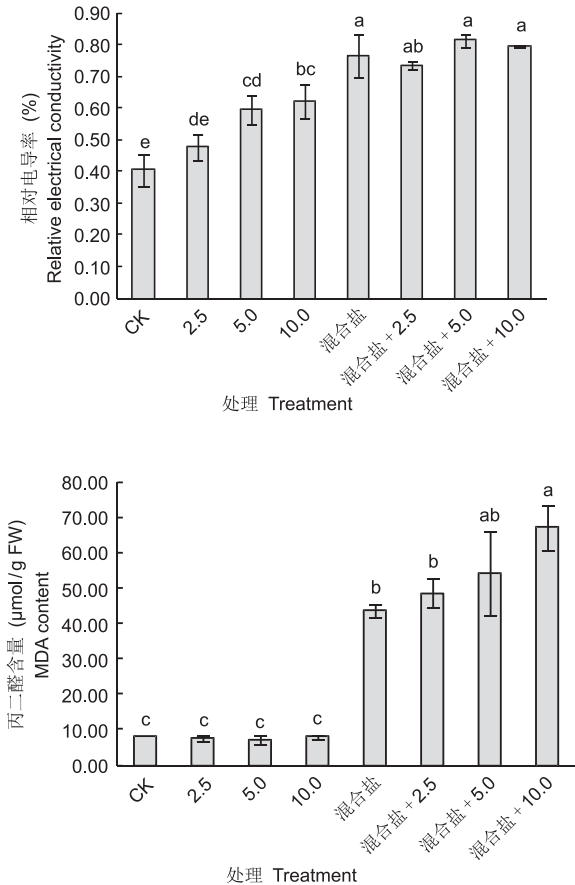 0.90
0.80
0.70
0.60
0.50
0.40
0.30
0.20
0.10
0.00
相对电导率 (%)
Relative electrical conductivity
e
de
cd
bc
a
ab
a
a
CK
2.5
5.0
10.0
混合盐
混合盐+2.5
混合盐+5.0
混合盐+10.0
处理 Treatment
80.00
70.00
60.00
50.00
40.00
30.00
20.00
10.00
0.00
丙二醛含量 (μmol/g FW)
MDA content
c
c
c
c
b
b
ab
a
CK
2.5
5.0
10.0
混合盐
混合盐+2.5
混合盐+5.0
混合盐+10.0
处理 Treatment